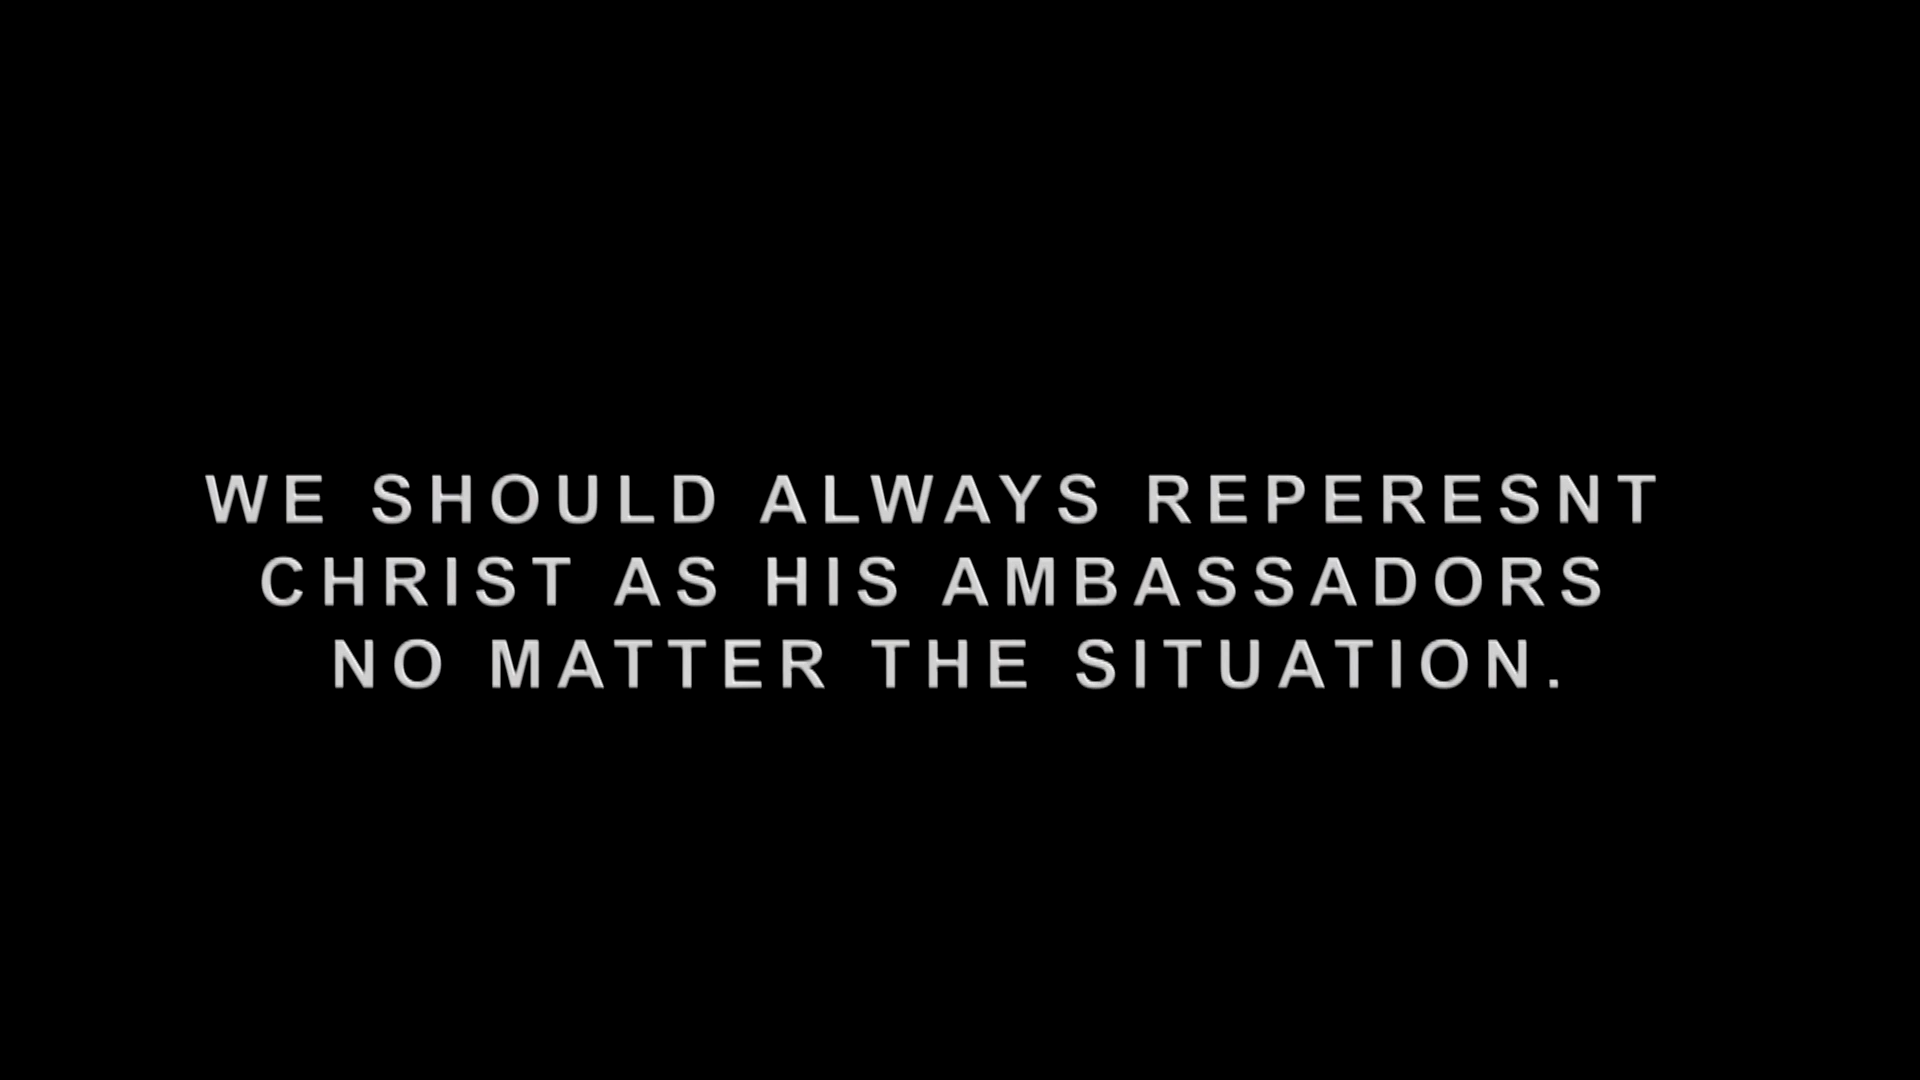 WE SHOULD ALWAYS REPERESNT
CHRIST AS HIS AMBASSADORS
NO MATTER THE SITUATION.